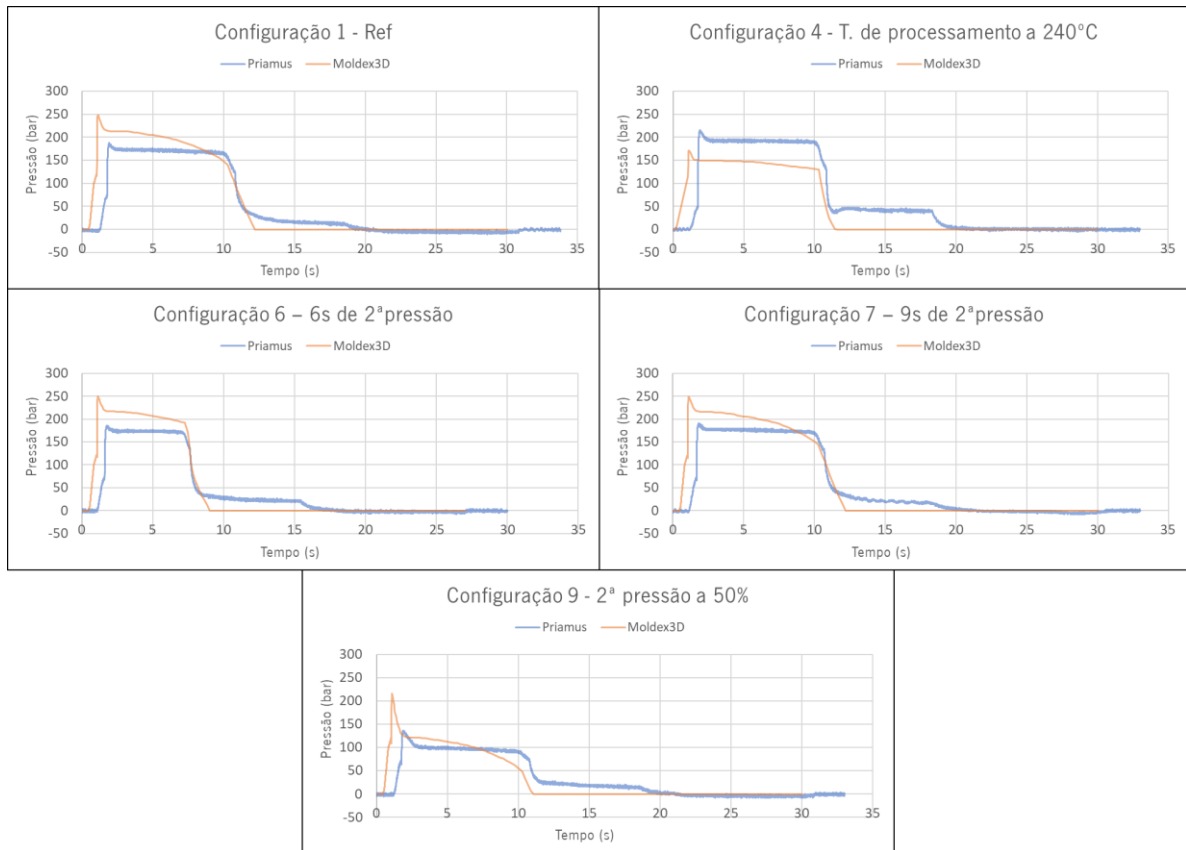 Configuração 1 - Ref
Priamus Moldex3D
Pressão (bar)
300
250
200
150
100
50
0
-50
0 5 10 15 20 25 30 35
Tempo (s)
Configuração 4 - T. de processamento a 240°C
Priamus Moldex3D
Pressão (bar)
300
250
200
150
100
50
0
-50
0 5 10 15 20 25 30 35
Tempo (s)
Configuração 6 – 6s de 2ªpressão
Priamus Moldex3D
Pressão (bar)
300
250
200
150
100
50
0
-50
0 5 10 15 20 25 30 35
Tempo (s)
Configuração 7 – 9s de 2ªpressão
Priamus Moldex3D
Pressão (bar)
300
250
200
150
100
50
0
-50
0 5 10 15 20 25 30 35
Tempo (s)
Configuração 9 - 2ª pressão a 50%
Priamus Moldex3D
Pressão (bar)
300
250
200
150
100
50
0
-50
0 5 10 15 20 25 30 35
Tempo (s)